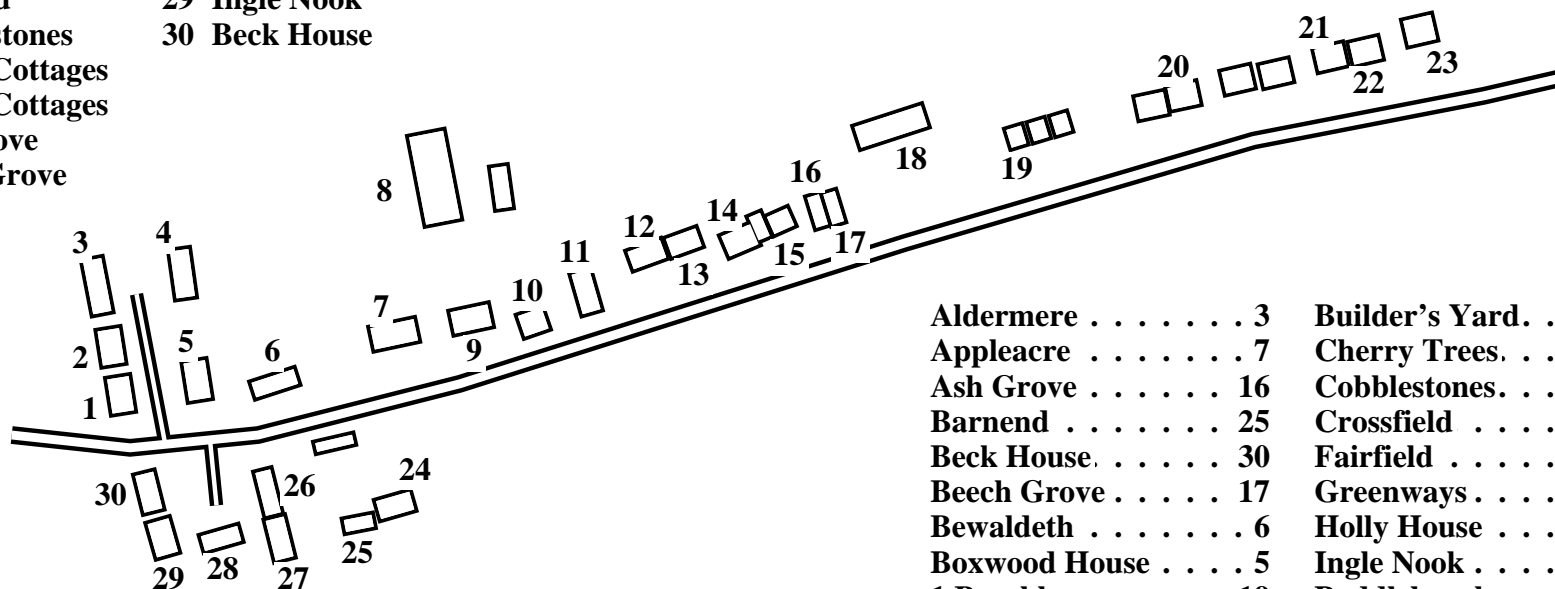 29 Ingle Nook
stones 30 Beck House
Cottages
Cottages
ove
Grove
21
20
23
22
18
19
8
16
14
12
17
15
13
11
4
3
10
7
9
5
6
2
1
24
26
30
25
28
27
29
Aldermere . . . . . . . 3 Builder's Yard. .
Appleacre . . . . . . . 7 Cherry Trees. . .
Ash Grove . . . . . . 16 Cobblestones. . .
Barnend . . . . . . . 25 Crossfield . . . .
Beck House. . . . . . 30 Fairfield . . . . .
Beech Grove . . . . . 17 Greenways . . . .
Bewaldeth . . . . . . . 6 Holly House . . .
Boxwood House . . . . 5 Ingle Nook . . . .